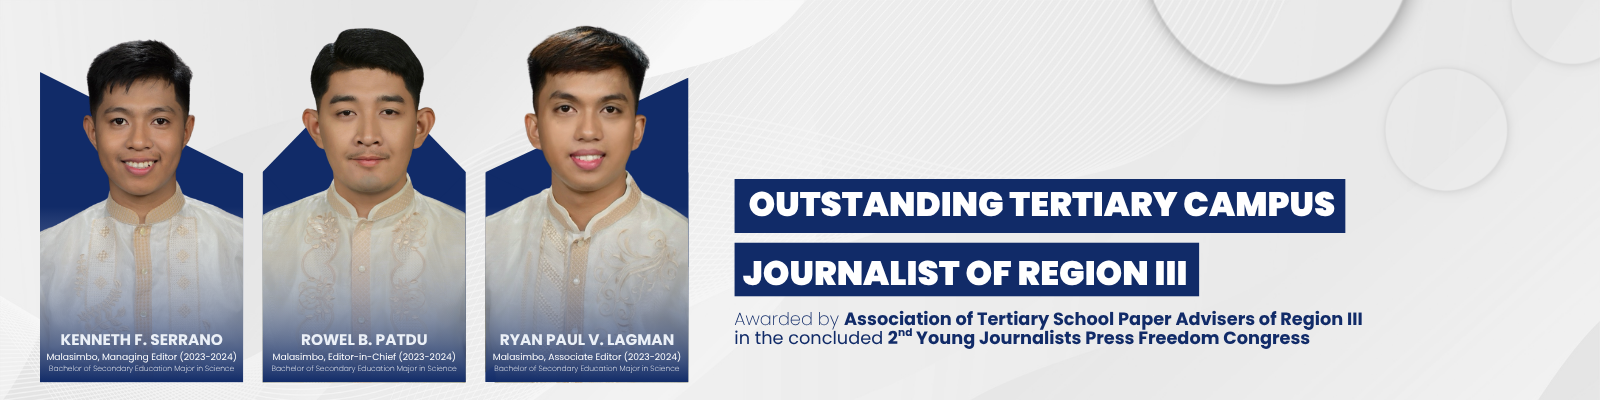 KENNETH F. SERRANO
Malasimbo, Managing Editor (2023-2024)
Bachelor of Secondary Education Major in Science
ROWEL B. PATDU
Malasimbo, Editor-in-Chief (2023-2024)
Bachelor of Secondary Education Major in Science
RYAN PAUL V. LAGMAN
Malasimbo, Associate Editor (2023-2024)
Bachelor of Secondary Education Major in Science
OUTSTANDING TERTIARY CAMPUS
JOURNALIST OF REGION III
Awarded by Association of Tertiary School Paper Advisers of Region III
in the concluded 2nd Young Journalists Press Freedom Congress